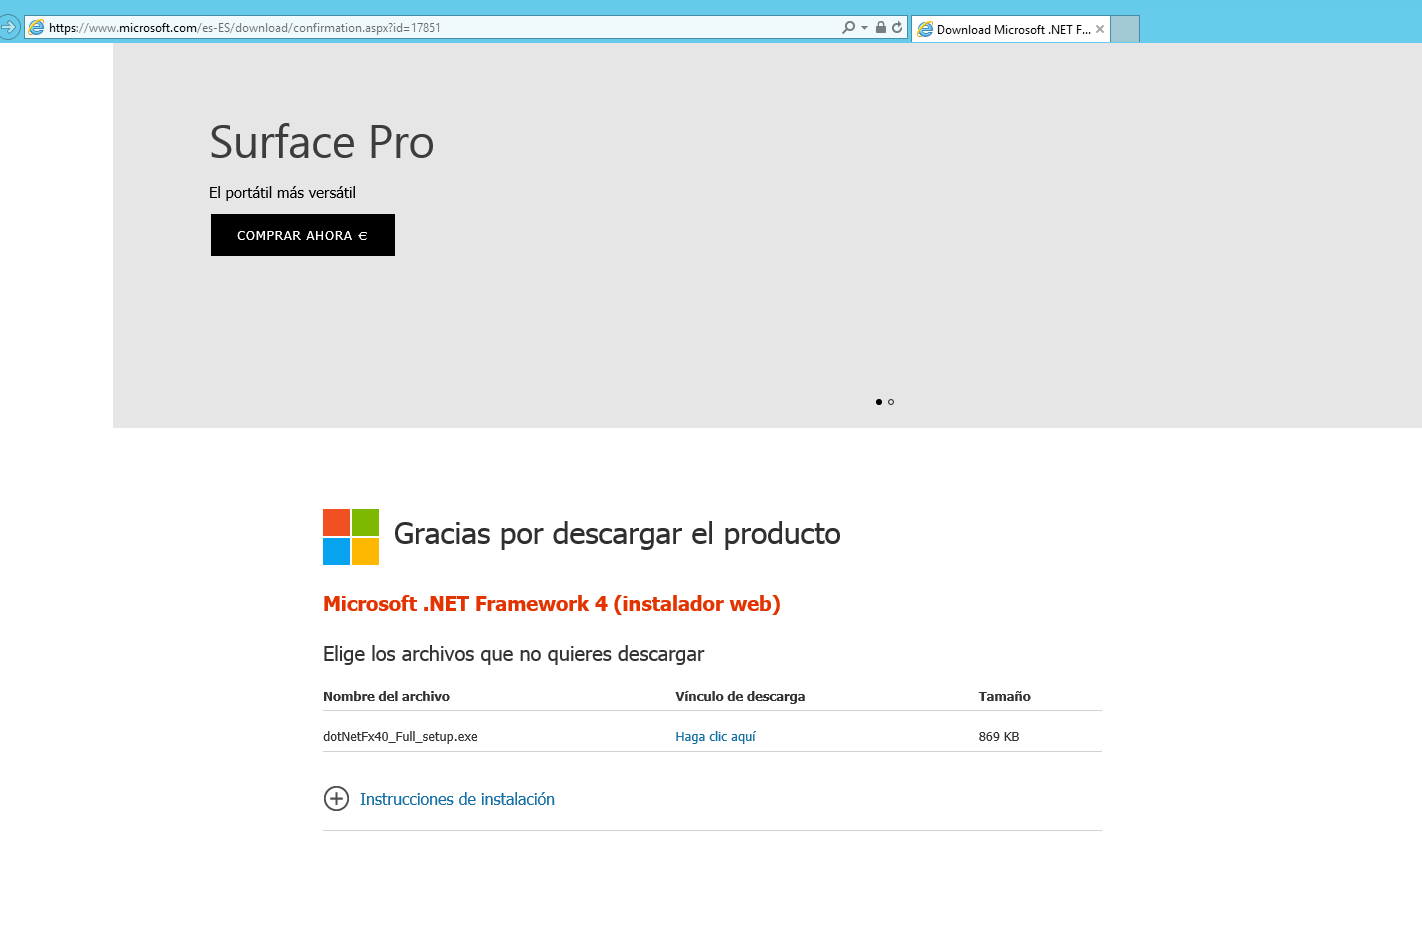 https://www.microsoft.com/es-ES/download/confirmation.aspx?id=17851
Download Microsoft .NET F...
Surface Pro
El portátil más versátil
COMPRAR AHORA €
Gracias por descargar el producto
Microsoft .NET Framework 4 (instalador web)
Elige los archivos que no quieres descargar
Nombre del archivo Vínculo de descarga Tamaño
dotNetFx40_Full_setup.exe Haga clic aquí 869 KB
Instrucciones de instalación